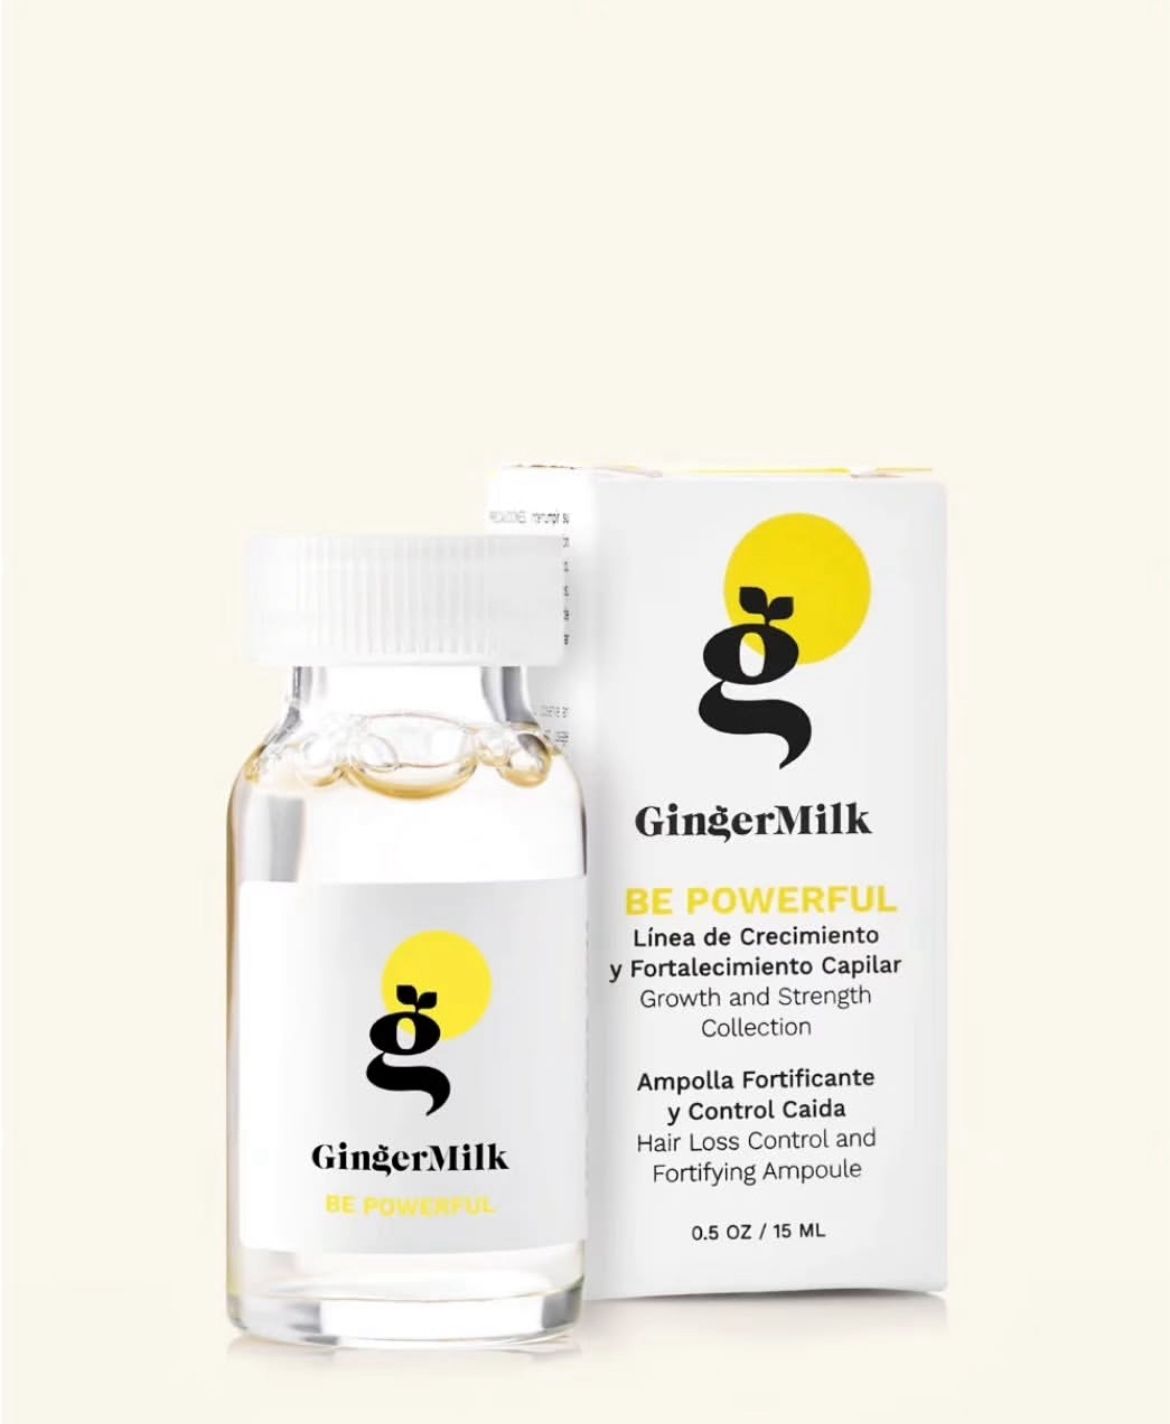 GingerMilk
BE POWERFUL
Línea de Crecimiento
y Fortalecimiento Capilar
Growth and Strength
Collection
Ampolla Fortificante
y Control Caida
Hair Loss Control and
Fortifying Ampoule
0.5 OZ / 15 ML
GingerMilk
BE POWERFUL